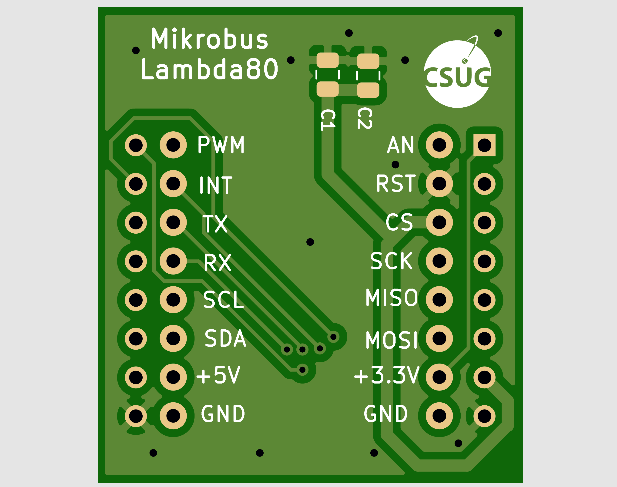 Mikrobus
Lambda80
CSUG
C1
C2
PWM
INT
TX
RX
SCL
SDA
+5V
GND
AN
RST
CS
SCK
MISO
MOSI
+3.3V
GND